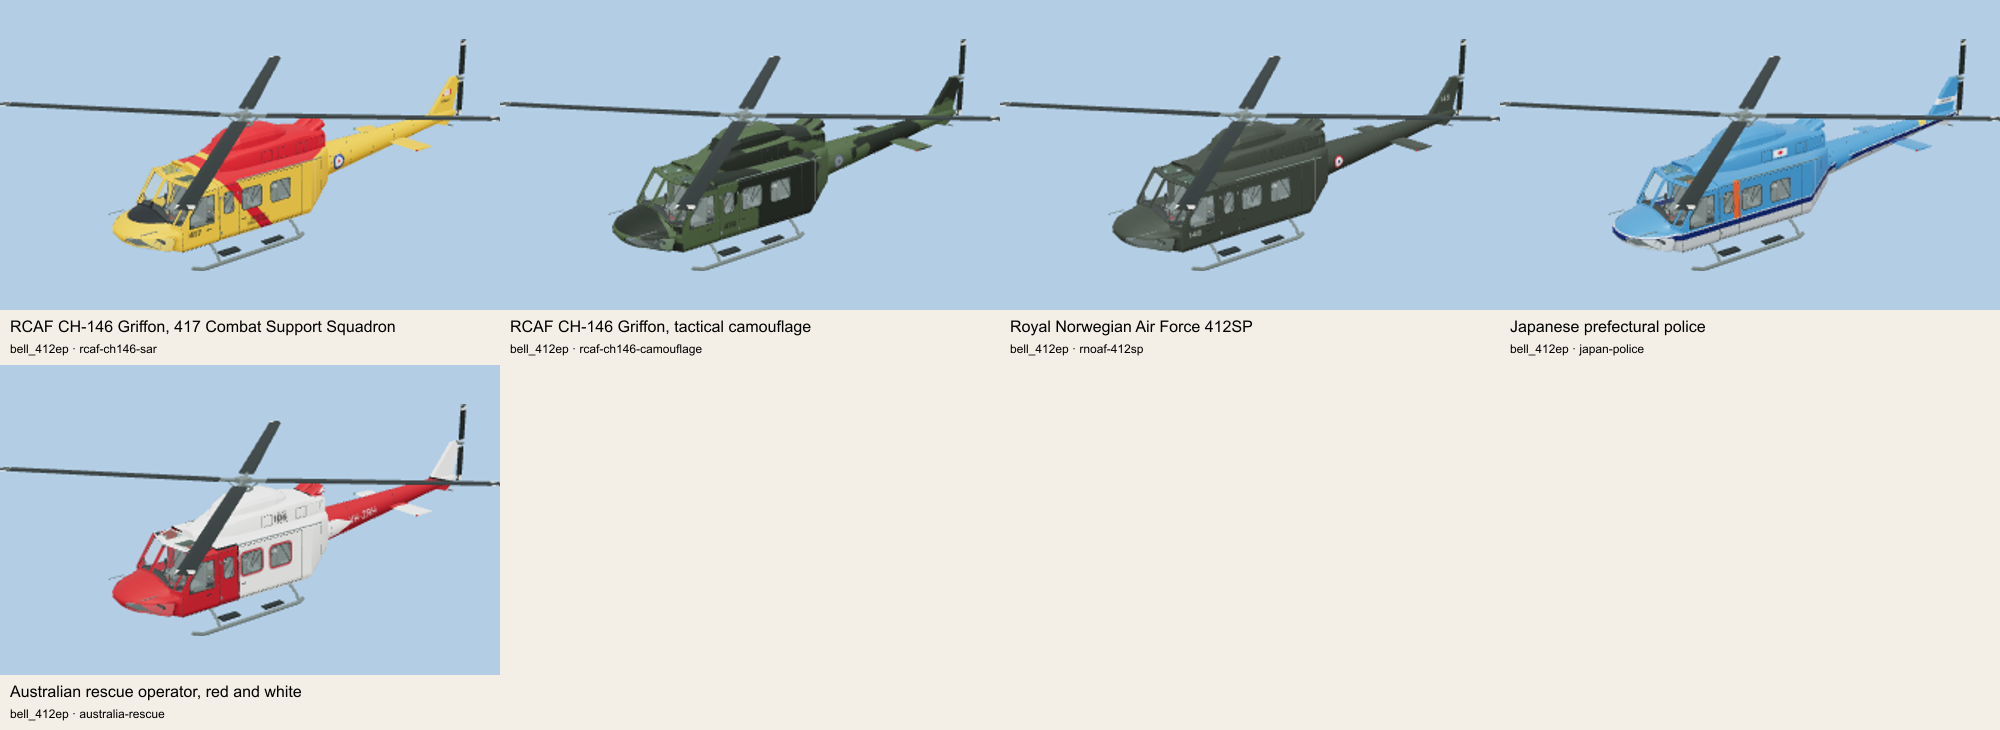 RCAF CH-146 Griffon, 417 Combat Support Squadron
bell_412ep · rcaf-ch146-sar
RCAF CH-146 Griffon, tactical camouflage
bell_412ep · rcaf-ch146-camouflage
Royal Norwegian Air Force 412SP
bell_412ep · rnoaf-412sp
Japanese prefectural police
bell_412ep · japan-police
Australian rescue operator, red and white
bell_412ep · australia-rescue